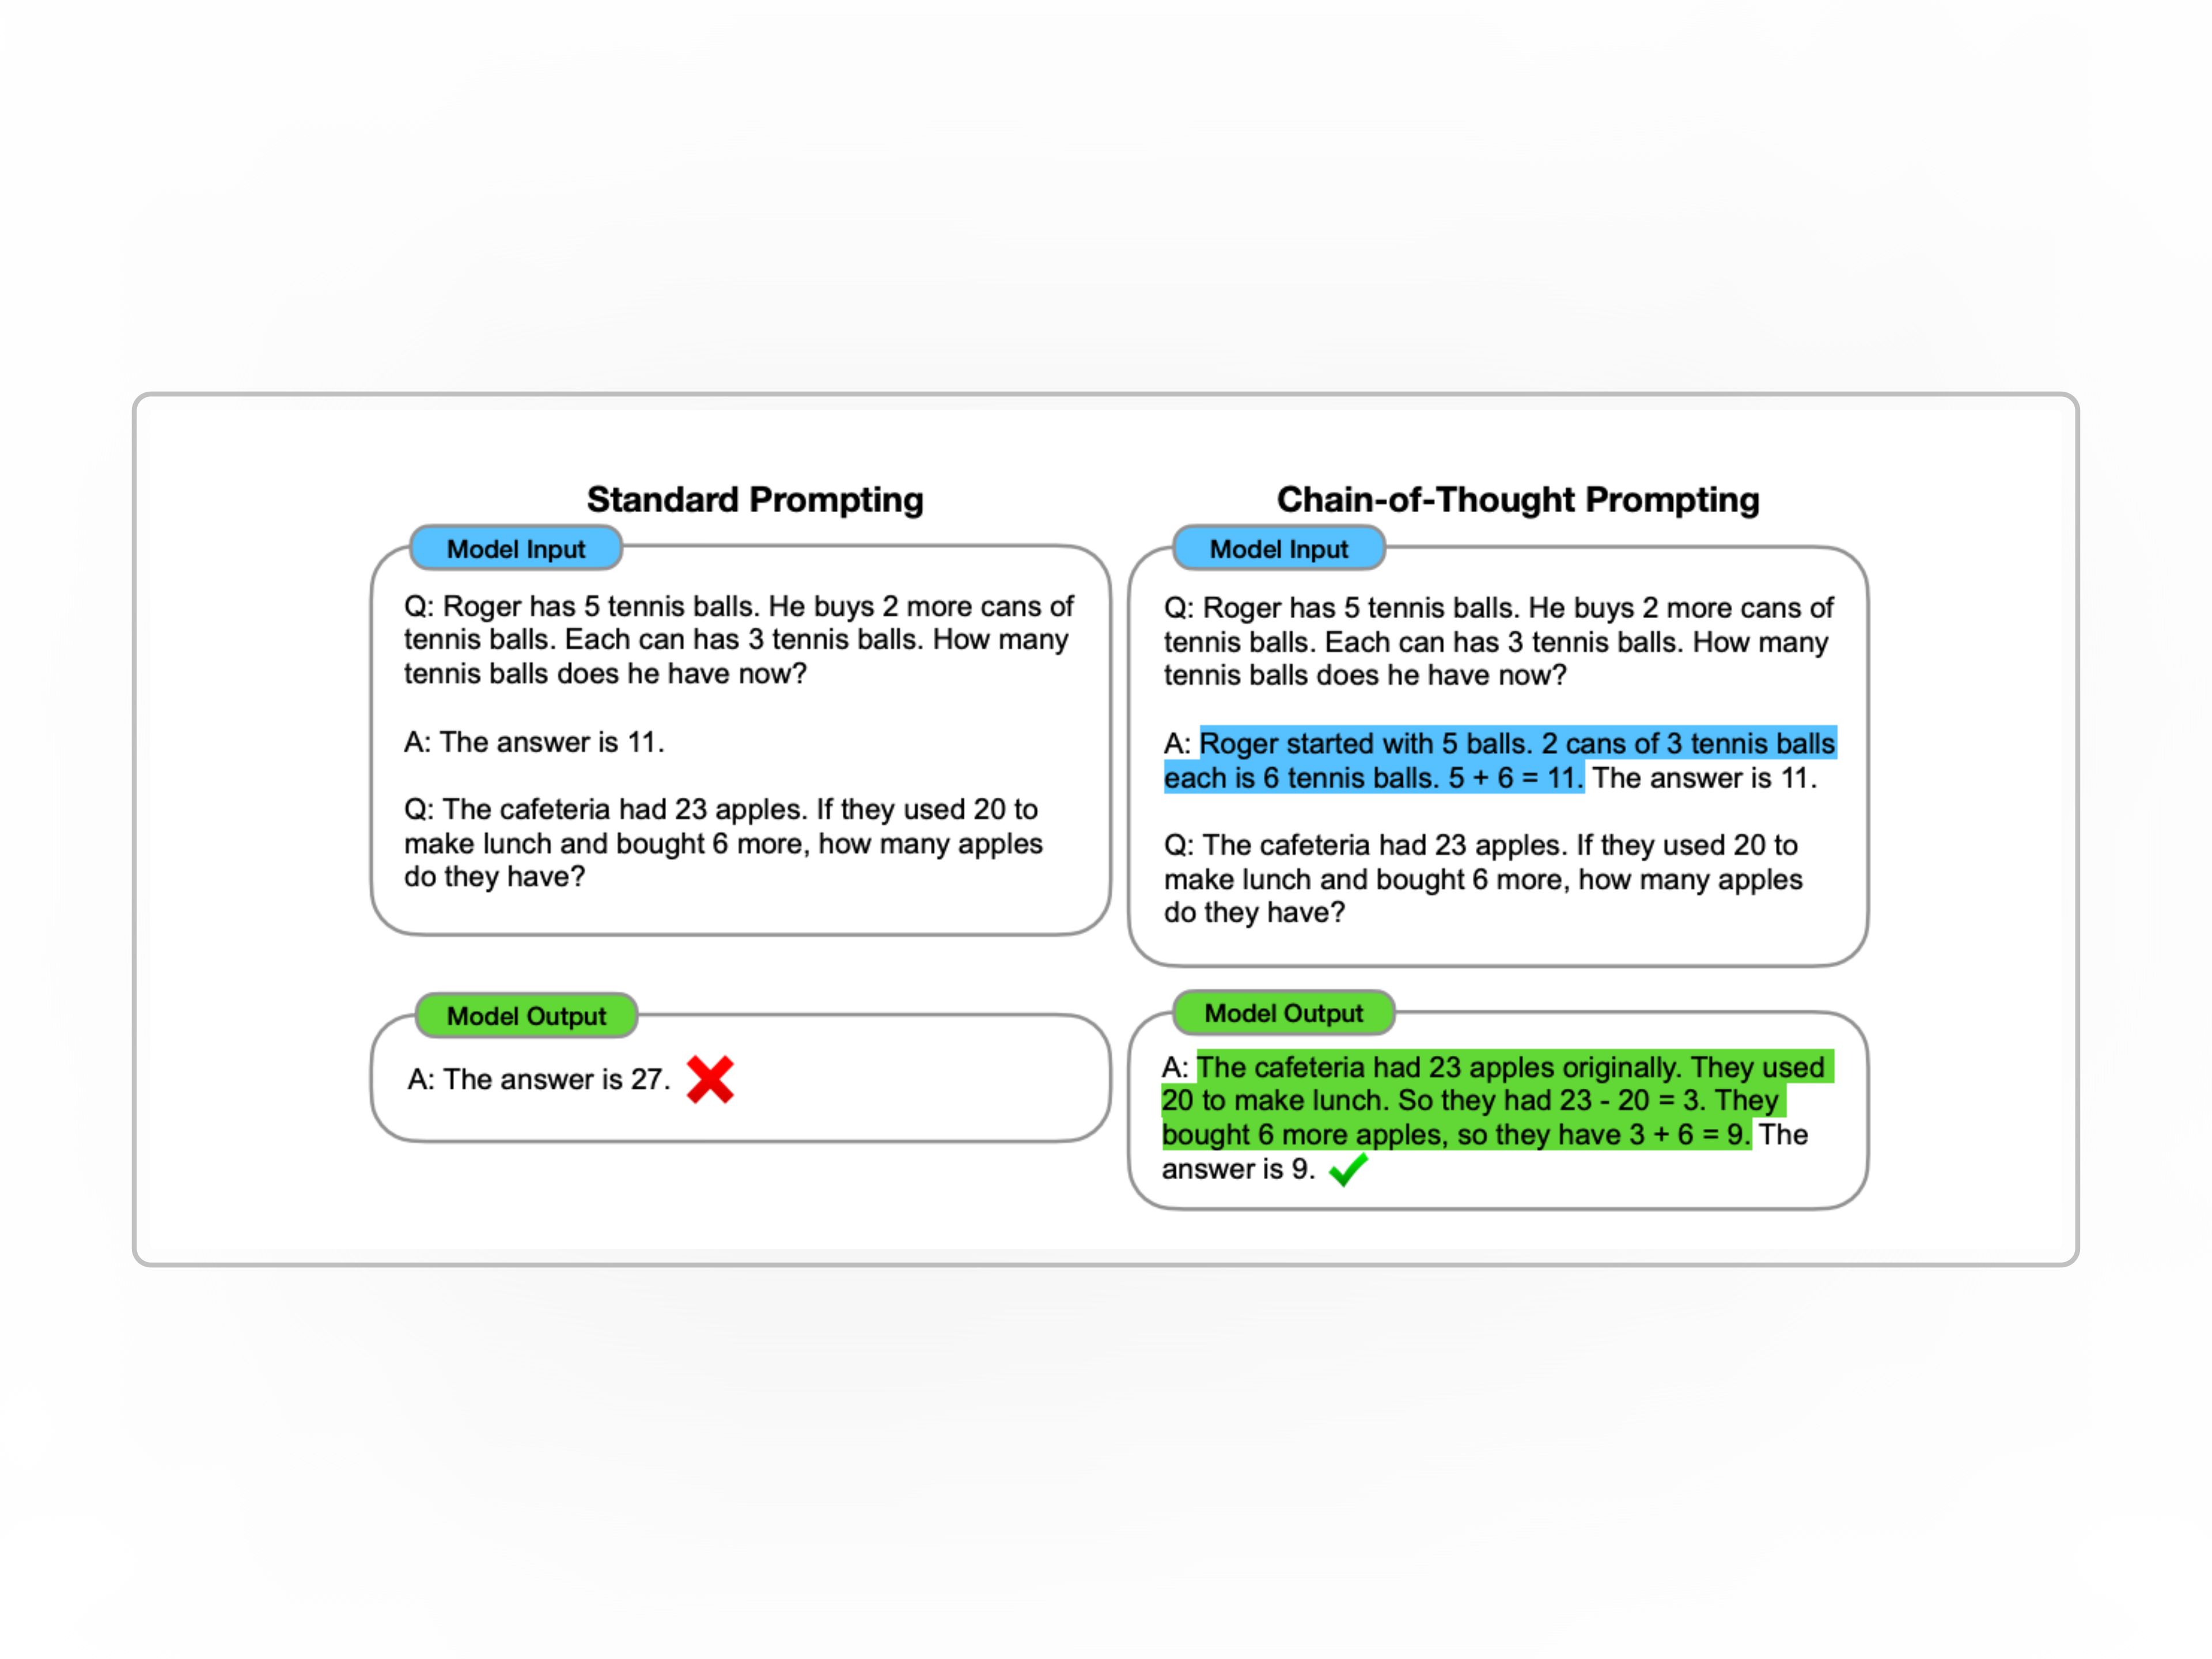 Standard Prompting
Model Input
Q: Roger has 5 tennis balls. He buys 2 more cans of
tennis balls. Each can has 3 tennis balls. How many
tennis balls does he have now?
A: The answer is 11.
Q: The cafeteria had 23 apples. If they used 20 to
make lunch and bought 6 more, how many apples
do they have?
Model Output
A: The answer is 27.
Chain-of-Thought Prompting
Model Input
Q: Roger has 5 tennis balls. He buys 2 more cans of
tennis balls. Each can has 3 tennis balls. How many
tennis balls does he have now?
A: Roger started with 5 balls. 2 cans of 3 tennis balls
each is 6 tennis balls. 5 + 6 = 11. The answer is 11.
Q: The cafeteria had 23 apples. If they used 20 to
make lunch and bought 6 more, how many apples
do they have?
Model Output
A: The cafeteria had 23 apples originally. They used
20 to make lunch. So they had 23 - 20 = 3. They
bought 6 more apples, so they have 3 + 6 = 9. The
answer is 9.